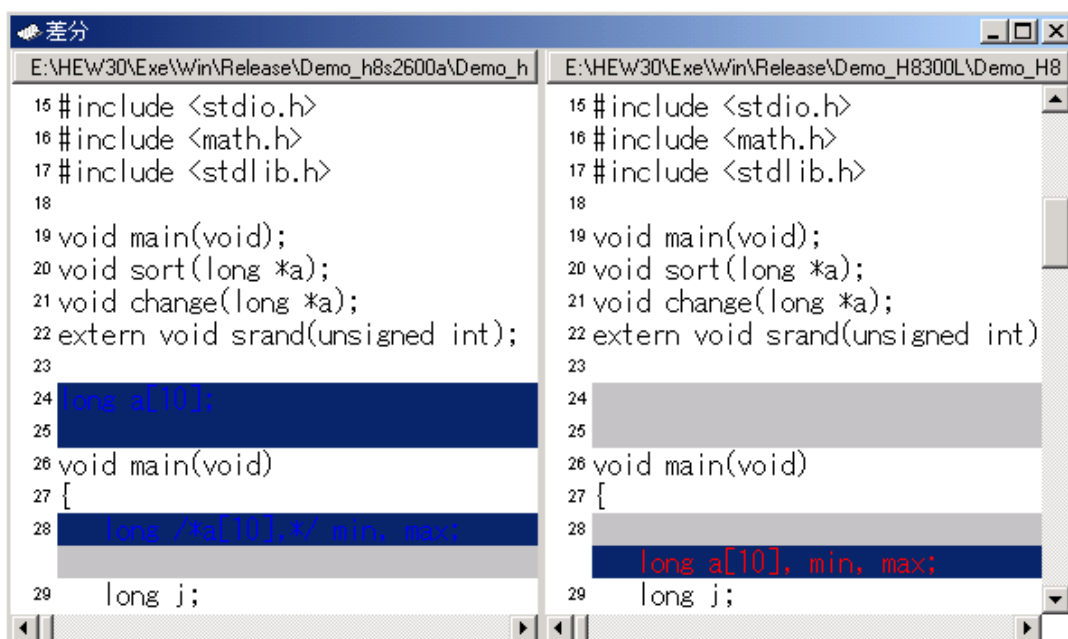 差分
E:\HEW30\Exe\Win\Release\Demo_h8s2600a\Demo_h
15 #include <stdio.h>
16 #include <math.h>
17 #include <stdlib.h>
18
19 void main(void);
20 void sort(long *a);
21 void change(long *a);
22 extern void srand(unsigned int);
23
24 long a[10];
25
26 void main(void)
27 {
28 long /*a[10],*/ min, max;
29 long j;
E:\HEW30\Exe\Win\Release\Demo_H8300L\Demo_H8
15 #include <stdio.h>
16 #include <math.h>
17 #include <stdlib.h>
18
19 void main(void);
20 void sort(long *a);
21 void change(long *a);
22 extern void srand(unsigned int)
23
24
25
26 void main(void)
27 {
28
long a[10], min, max;
29 long j;